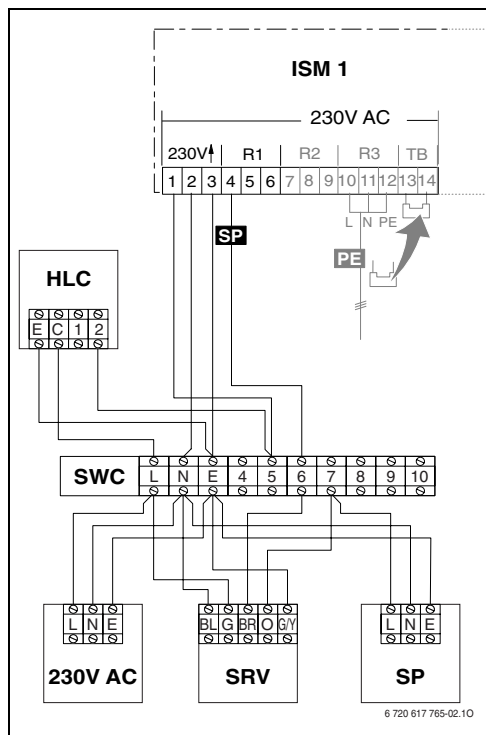 ISM 1
230V AC
230V R1 R2 R3 TB
1 2 3 4 5 6 7 8 9 10 11 12 13 14
L N PE
SP
PE
HLC
E C 1 2
SWC L N E 4 5 6 7 8 9 10
L N E
230V AC
BL G BR O G/Y
SRV
L N E
SP
6 720 617 765-02.1O